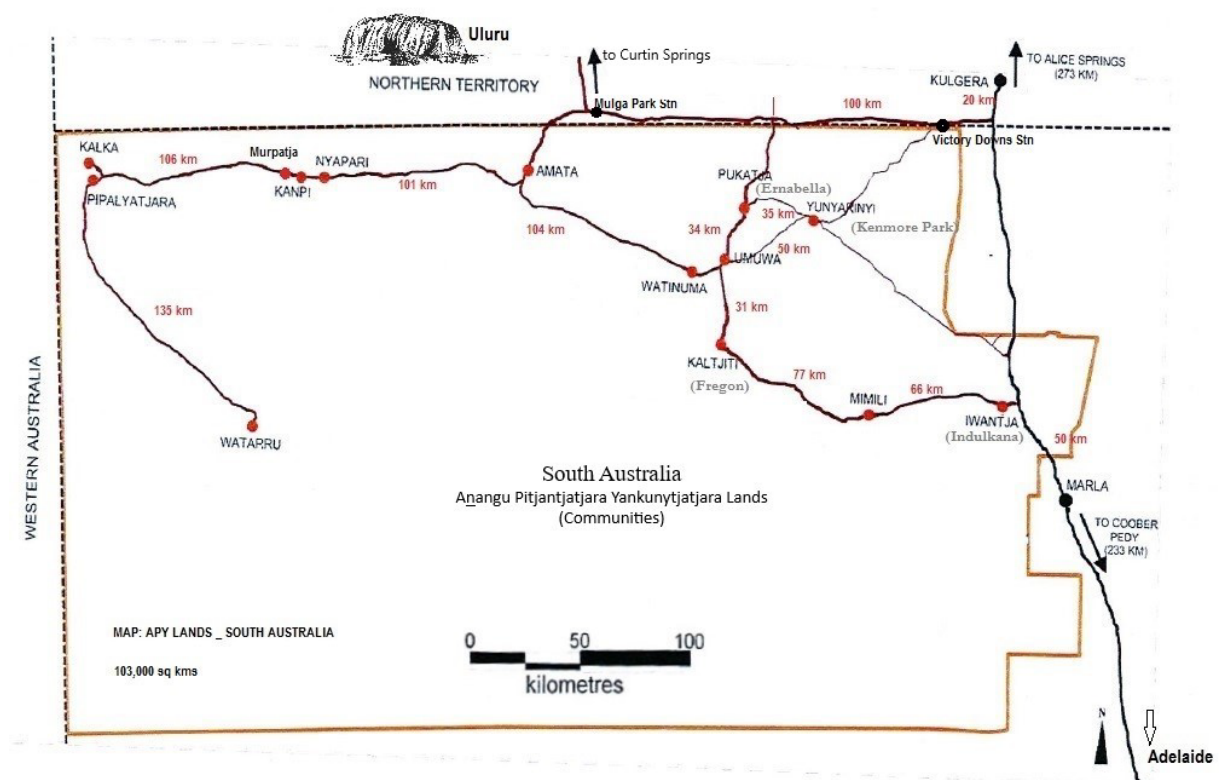 Uluru
to Curtin Springs
NORTHERN TERRITORY
TO ALICE SPRINGS
(273 KM)
KULGERA
20 km
Mulga Park Stn
100 km
Victory Downs Stn
KALKA
106 km
Murpatja
NYAPARI
KANPI
101 km
AMATA
PIPALYATJARA
PUKATJA
(Ernabella)
35 km
YUNYARINYI
(Kenmore Park)
104 km
34 km
50 km
UMUWA
WATINUMA
135 km
31 km
KALTJITI
(Fregon)
77 km
66 km
MIMILI
IWANTJA
(Indulkana)
50 km
WATARRU
WESTERN AUSTRALIA
South Australia
Aṉangu Pitjantjatjara Yankunytjatjara Lands
(Communities)
MARLA
TO COOBER
PEDY
(233 KM)
MAP: APY LANDS _ SOUTH AUSTRALIA
103,000 sq kms
0 50 100
kilometres
N
Adelaide